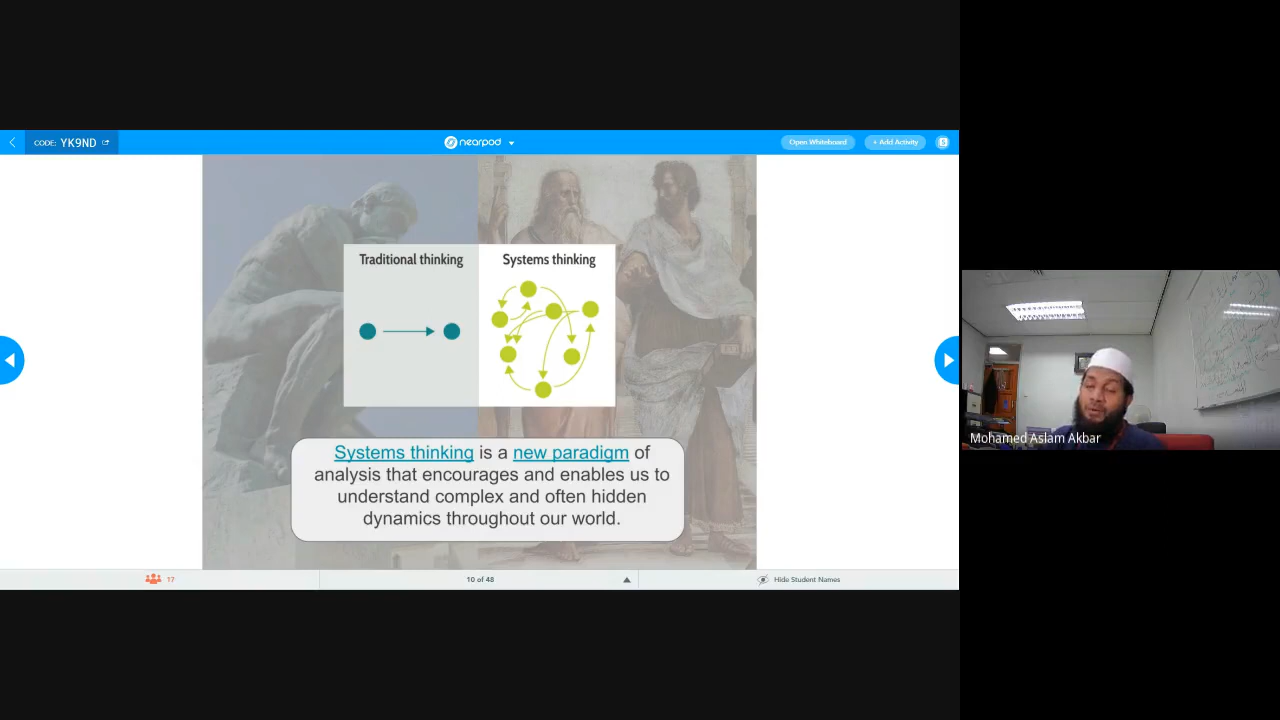 CODE: YK9ND
nearpod
Open Whiteboard
+ Add Activity
Traditional thinking
Systems thinking
Systems thinking is a new paradigm of
analysis that encourages and enables us to
understand complex and often hidden
dynamics throughout our world.
17
10 of 48
Hide Student Names
Mohamed Aslam Akbar